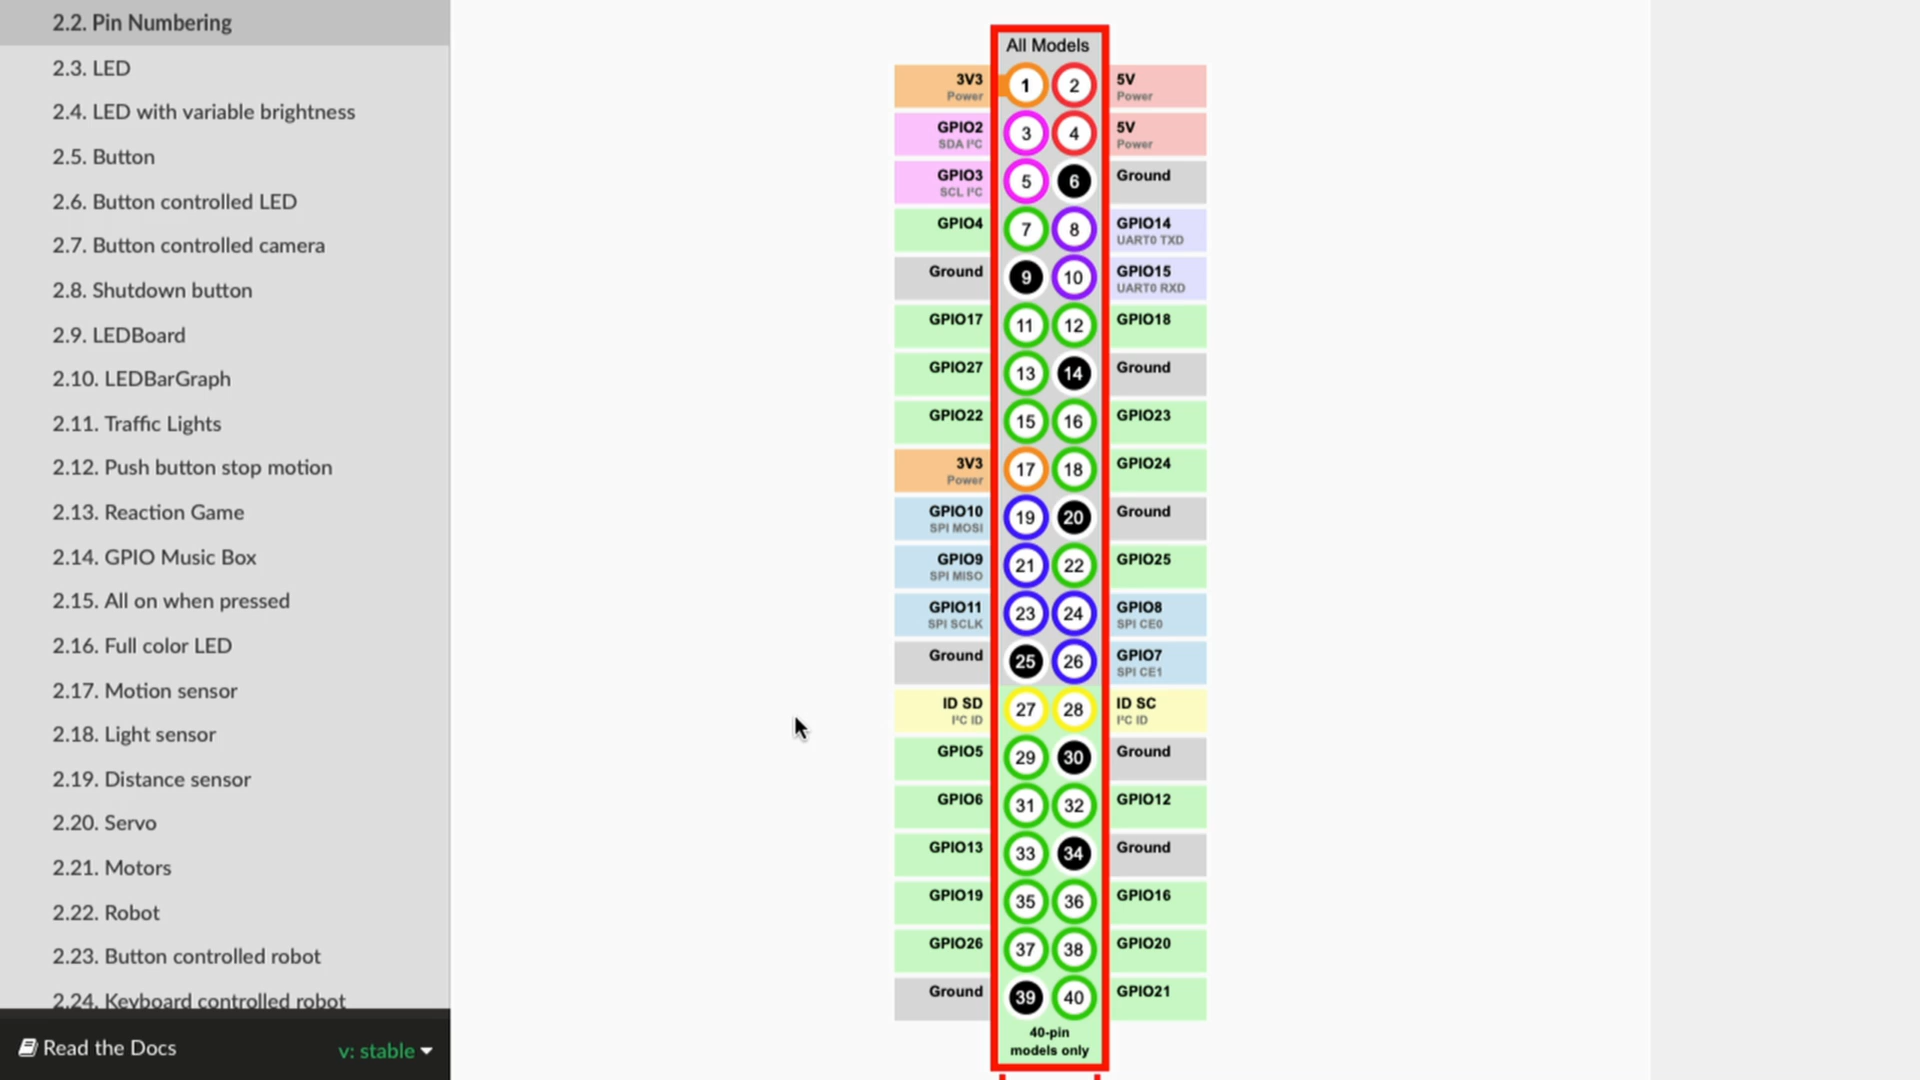 2.2. Pin Numbering
2.3. LED
2.4. LED with variable brightness
2.5. Button
2.6. Button controlled LED
2.7. Button controlled camera
2.8. Shutdown button
2.9. LEDBoard
2.10. LEDBarGraph
2.11. Traffic Lights
2.12. Push button stop motion
2.13. Reaction Game
2.14. GPIO Music Box
2.15. All on when pressed
2.16. Full color LED
2.17. Motion sensor
2.18. Light sensor
2.19. Distance sensor
2.20. Servo
2.21. Motors
2.22. Robot
2.23. Button controlled robot
2.24. Keyboard controlled robot
Read the Docs v: stable
All Models
3V3 1 2 5V
Power Power
GPIO2 3 4 5V
SDA I²C Power
GPIO3 5 6 Ground
SCL I²C
GPIO4 7 8 GPIO14
UART0 TXD
Ground 9 10 GPIO15
UART0 RXD
GPIO17 11 12 GPIO18
GPIO27 13 14 Ground
GPIO22 15 16 GPIO23
3V3 17 18 GPIO24
Power
GPIO10 19 20 Ground
SPI MOSI
GPIO9 21 22 GPIO25
SPI MISO
GPIO11 23 24 GPIO8
SPI SCLK SPI CE0
Ground 25 26 GPIO7
SPI CE1
ID SD 27 28 ID SC
I²C ID I²C ID
GPIO5 29 30 Ground
GPIO6 31 32 GPIO12
GPIO13 33 34 Ground
GPIO19 35 36 GPIO16
GPIO26 37 38 GPIO20
Ground 39 40 GPIO21
40-pin
models only